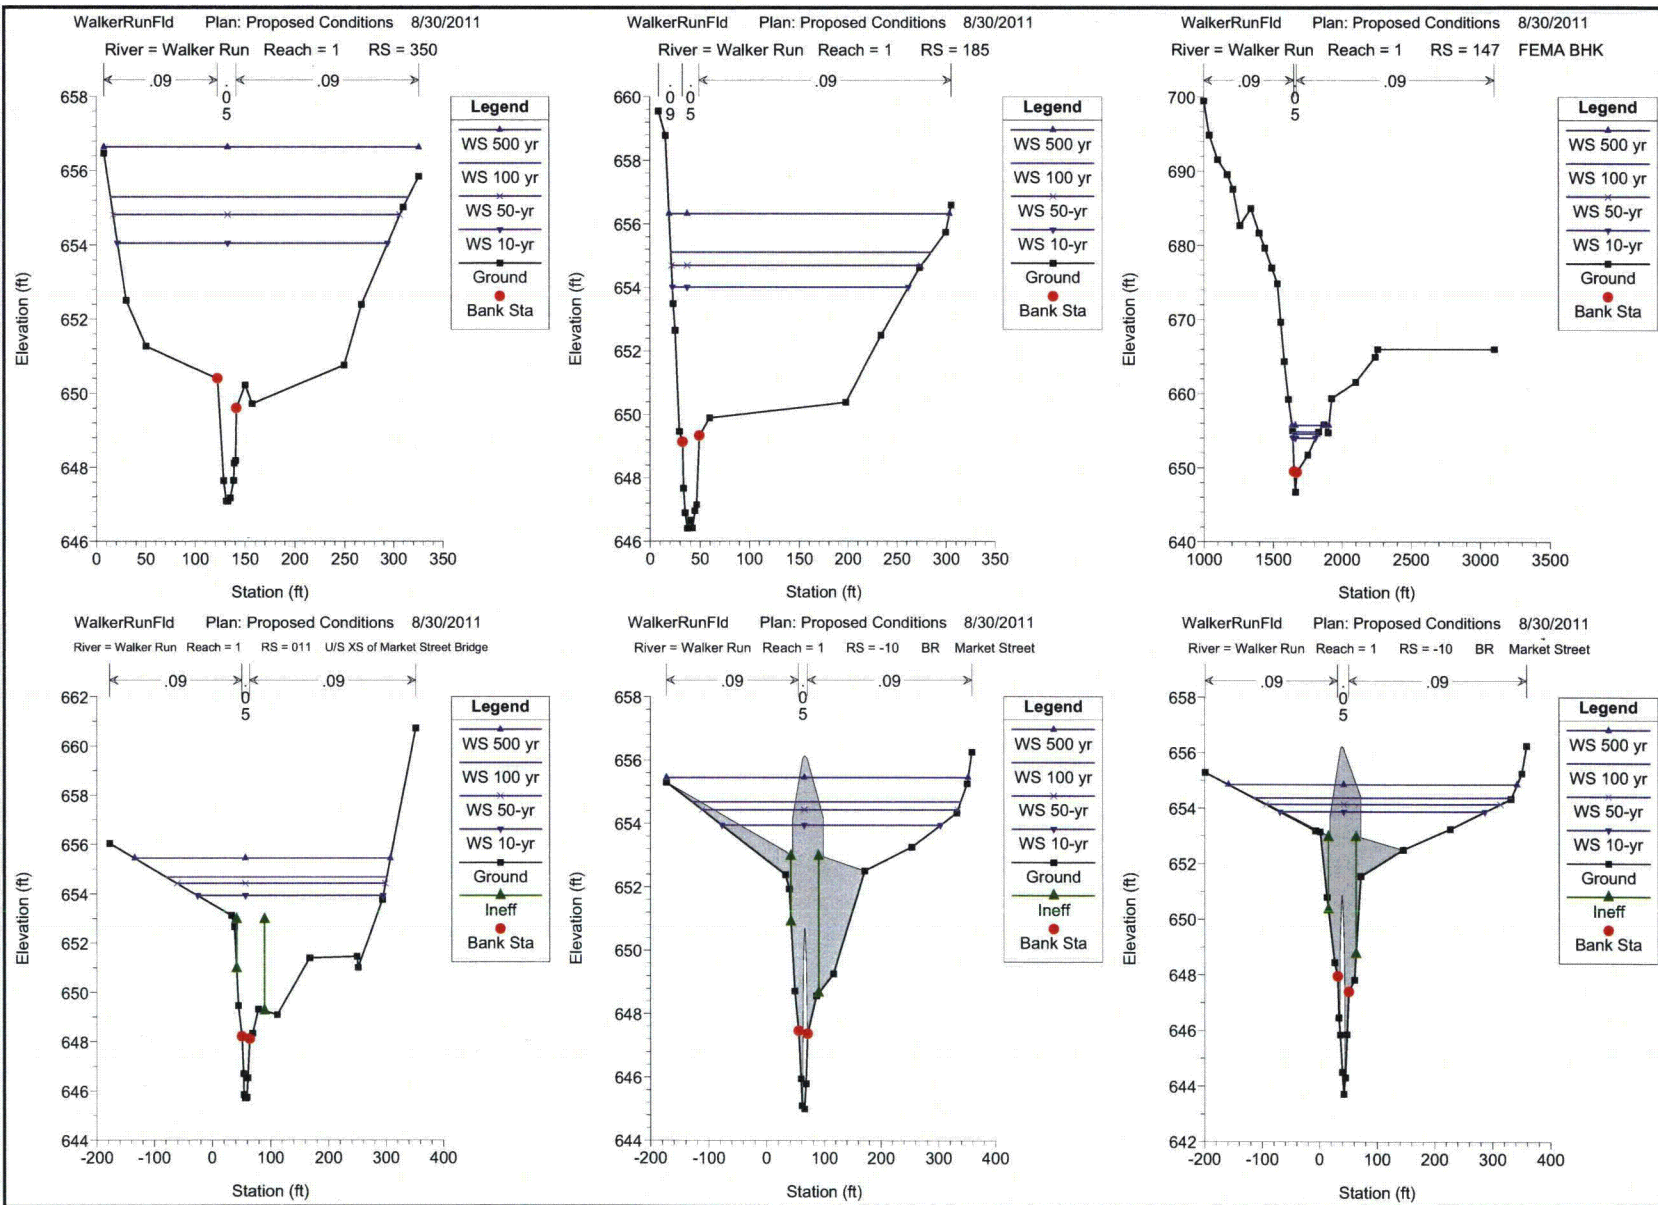 WalkerRunFld Plan: Proposed Conditions 8/30/2011
River = Walker Run Reach = 1 RS = 350
.09 .05 .09
658
656
654
652
650
648
646
0 50 100 150 200 250 300 350
Elevation (ft)
Station (ft)
Legend
WS 500 yr
WS 100 yr
WS 50-yr
WS 10-yr
Ground
Bank Sta
WalkerRunFld Plan: Proposed Conditions 8/30/2011
River = Walker Run Reach = 1 RS = 185
.09 .05 .09
660
658
656
654
652
650
648
646
0 50 100 150 200 250 300 350
Elevation (ft)
Station (ft)
Legend
WS 500 yr
WS 100 yr
WS 50-yr
WS 10-yr
Ground
Bank Sta
WalkerRunFld Plan: Proposed Conditions 8/30/2011
River = Walker Run Reach = 1 RS = 147 FEMA BHK
.09 .05 .09
700
690
680
670
660
650
640
1000 1500 2000 2500 3000 3500
Elevation (ft)
Station (ft)
Legend
WS 500 yr
WS 100 yr
WS 50-yr
WS 10-yr
Ground
Bank Sta
WalkerRunFld Plan: Proposed Conditions 8/30/2011
River = Walker Run Reach = 1 RS = 011 U/S XS of Market Street Bridge
.09 .05 .09
662
660
658
656
654
652
650
648
646
644
-200 -100 0 100 200 300 400
Elevation (ft)
Station (ft)
Legend
WS 500 yr
WS 100 yr
WS 50-yr
WS 10-yr
Ground
Ineff
Bank Sta
WalkerRunFld Plan: Proposed Conditions 8/30/2011
River = Walker Run Reach = 1 RS = -10 BR Market Street
.09 .05 .09
658
656
654
652
650
648
646
644
-200 -100 0 100 200 300 400
Elevation (ft)
Station (ft)
Legend
WS 500 yr
WS 100 yr
WS 50-yr
WS 10-yr
Ground
Ineff
Bank Sta
WalkerRunFld Plan: Proposed Conditions 8/30/2011
River = Walker Run Reach = 1 RS = -10 BR Market Street
.09 .05 .09
658
656
654
652
650
648
646
644
642
-200 -100 0 100 200 300 400
Elevation (ft)
Station (ft)
Legend
WS 500 yr
WS 100 yr
WS 50-yr
WS 10-yr
Ground
Ineff
Bank Sta